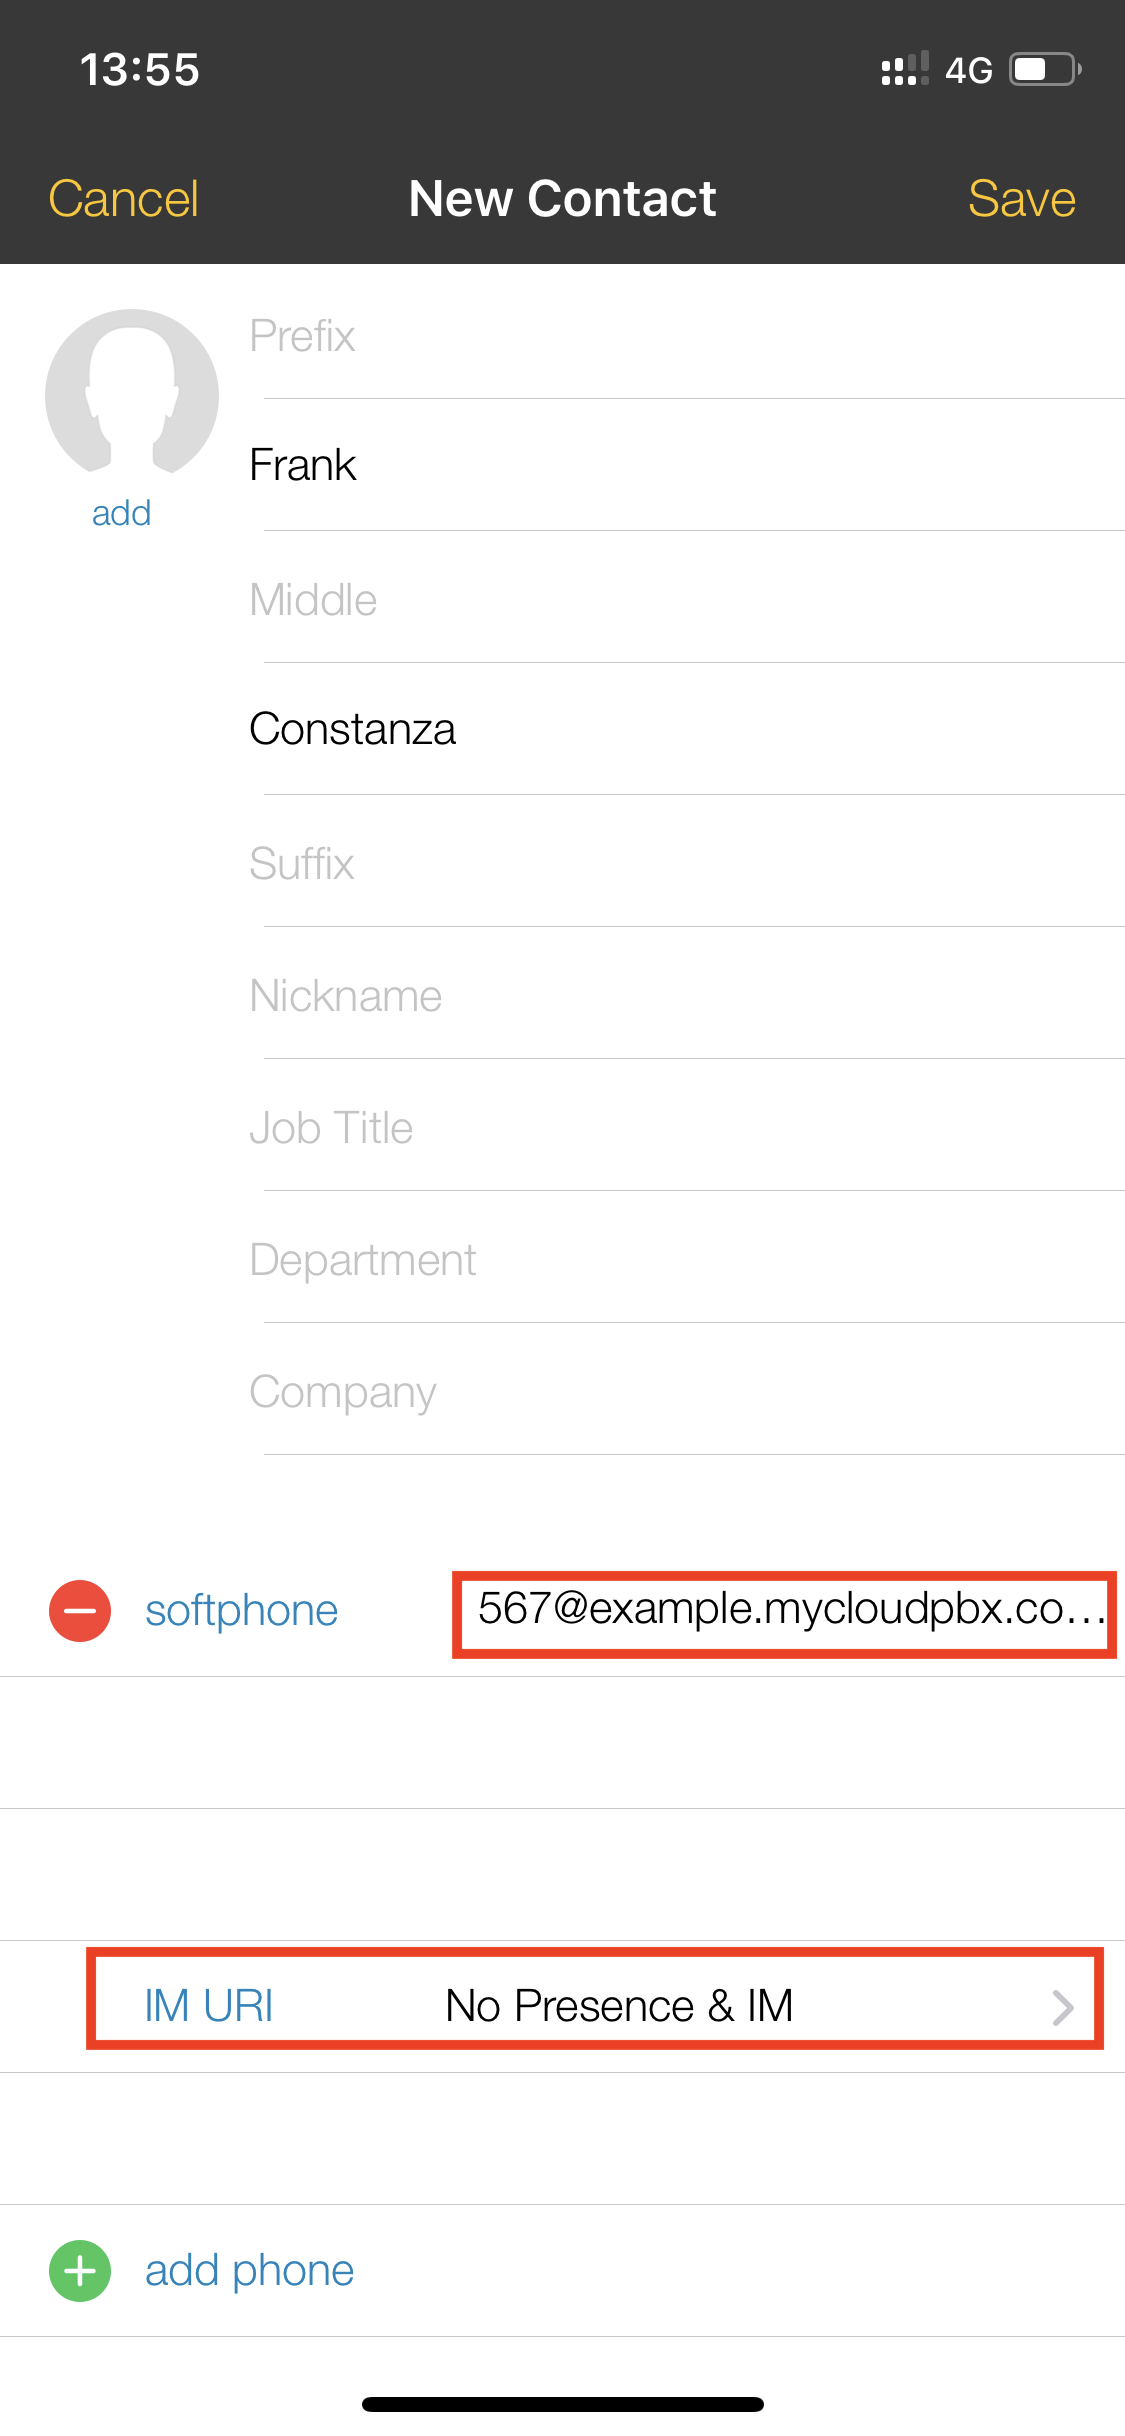 13:55 4G
Cancel New Contact Save
Prefix
Frank
add
Middle
Constanza
Suffix
Nickname
Job Title
Department
Company
softphone 567@example.mycloudpbx.co...
IM URI No Presence & IM
add phone